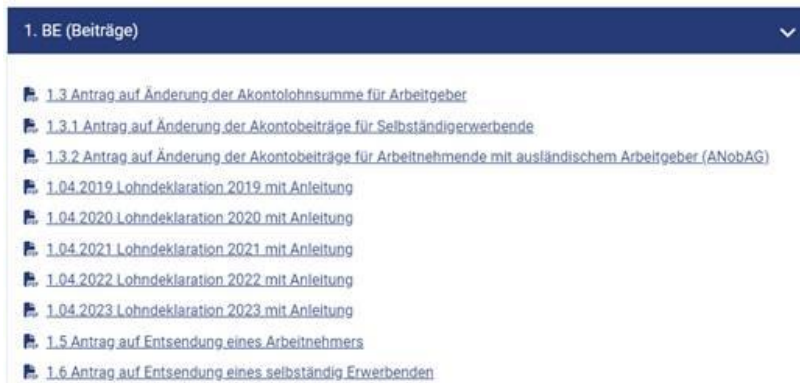 1. BE (Beiträge)
1.3 Antrag auf Änderung der Akontolohnsumme für Arbeitgeber
1.3.1 Antrag auf Änderung der Akontobeiträge für Selbständigerwerbende
1.3.2 Antrag auf Änderung der Akontobeiträge für Arbeitnehmende mit ausländischem Arbeitgeber (ANobAG)
1.04.2019 Lohndeklaration 2019 mit Anleitung
1.04.2020 Lohndeklaration 2020 mit Anleitung
1.04.2021 Lohndeklaration 2021 mit Anleitung
1.04.2022 Lohndeklaration 2022 mit Anleitung
1.04.2023 Lohndeklaration 2023 mit Anleitung
1.5 Antrag auf Entsendung eines Arbeitnehmers
1.6 Antrag auf Entsendung eines selbständig Erwerbenden